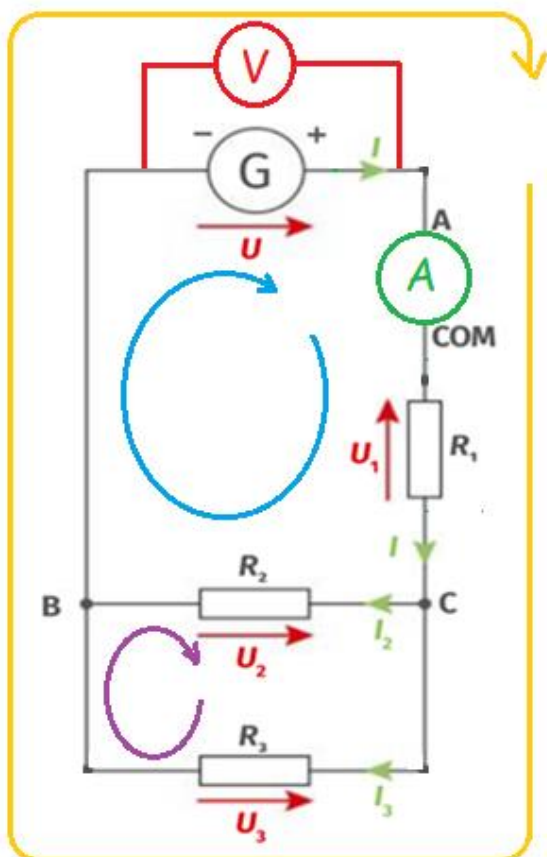 V
− +
G
I
U
A
A
COM
U₁
R₁
I
R₂
B
C
I₂
U₂
R₃
I₃
U₃